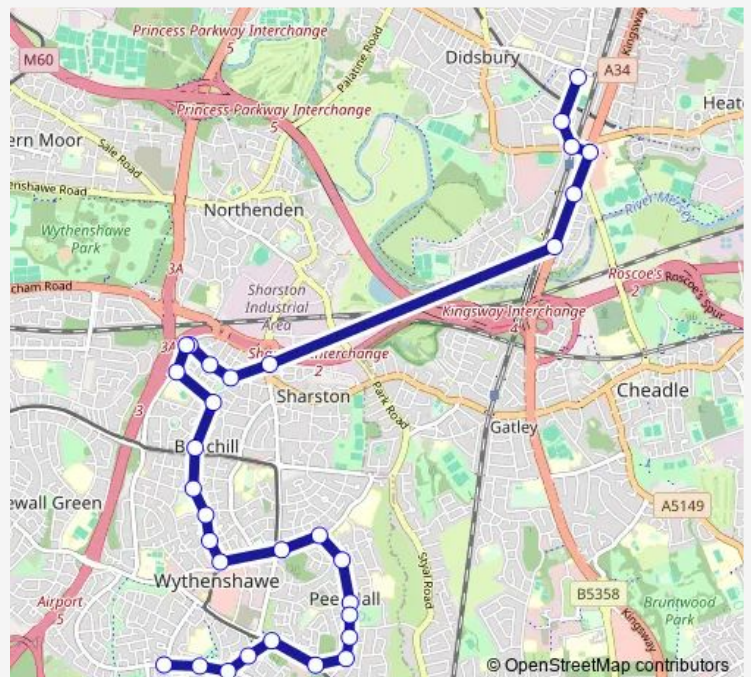 Princess Parkway Interchange
5
Kingsway
Didsbury
M60
A34
Palatine Road
Princess Parkway Interchange
5
Heat
ern Moor
Sale Road
enshawe Road
River Mersey
Northenden
Wythenshawe
Park
3A
Roscoe's
2
Roscoe's Spur
cham Road
Sharston
Industrial
Area
Kingsway Interchange
4
3A
Sha
nterchange
2
Cheadle
Sharston
Park Road
3
Gatley
B
chill
ewall Green
A5149
Styal Road
Wythenshawe
B5358
Airport
5
Pee
all
Bruntwood
Park
Kingsway
© OpenStreetMap contributors